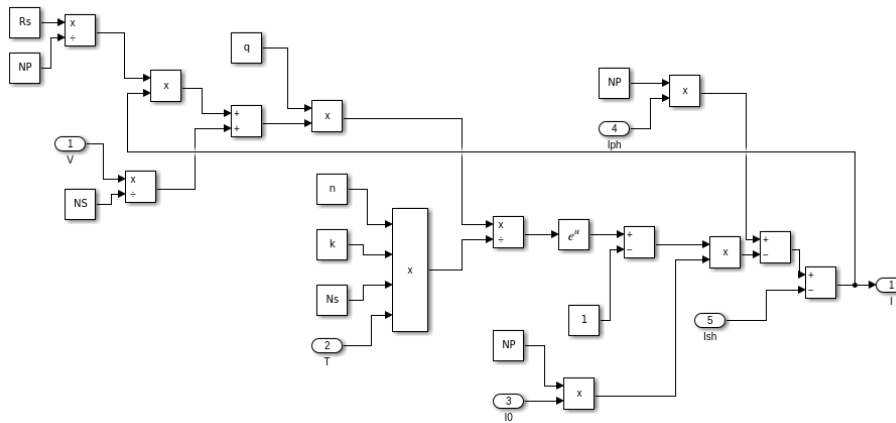 Rs
x
÷
NP
x
q
+
+
x
1
V
x
÷
NS
NP
x
4
Iph
n
k
Ns
2
T
x
x
÷
e^u
+
−
1
x
+
−
+
−
5
Ish
1
I
NP
x
3
I0